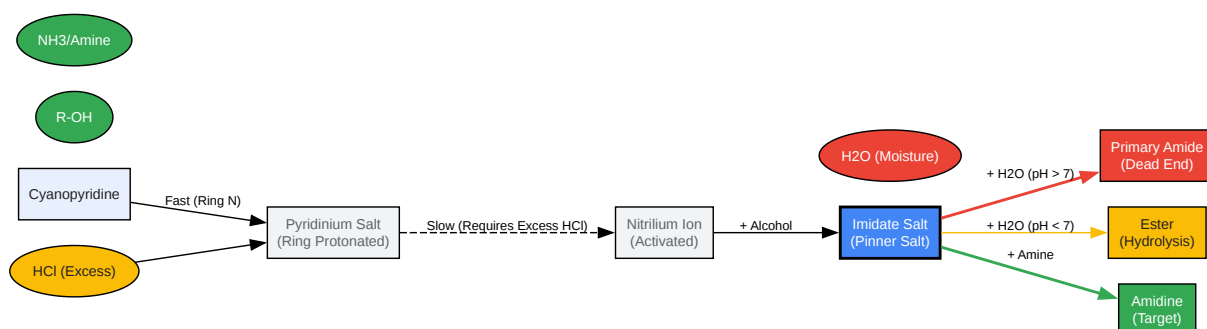 NH3/Amine
R-OH
Cyanopyridine
HCl (Excess)
Fast (Ring N)
Pyridinium Salt
(Ring Protonated)
Slow (Requires Excess HCl)
Nitrilium Ion
(Activated)
+ Alcohol
H2O (Moisture)
Imidate Salt
(Pinner Salt)
+ H2O (pH > 7)
+ H2O (pH < 7)
+ Amine
Primary Amide
(Dead End)
Ester
(Hydrolysis)
Amidine
(Target)